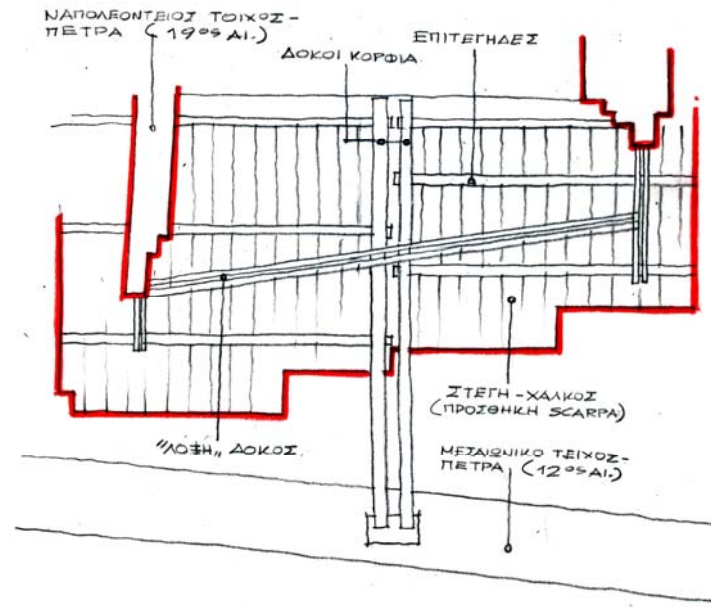 ΝΑΠΟΛΕΟΝΤΕΙΟΣ ΤΟΙΧΟΣ-
ΠΕΤΡΑ (19ος ΑΙ.)
ΔΟΚΟΙ ΚΟΡΦΙΑ
ΕΠΙΤΕΓΗΔΕΣ
ΣΤΕΓΗ-ΧΑΛΚΟΣ
(ΠΡΟΣΘΗΚΗ SCARPA)
"ΛΟΞΗ" ΔΟΚΟΣ.
ΜΕΣΑΙΩΝΙΚΟ ΤΕΙΧΟΣ-
ΠΕΤΡΑ (12ος ΑΙ.)